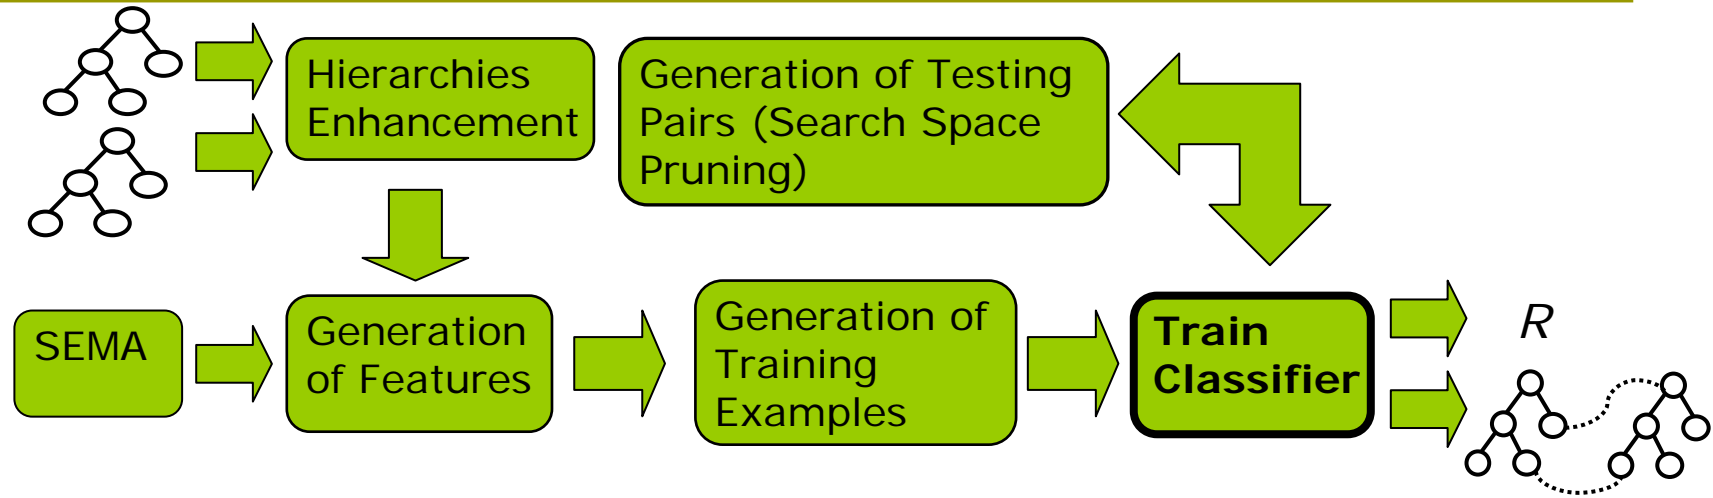 Hierarchies
Enhancement
Generation of Testing
Pairs (Search Space
Pruning)
SEMA
Generation
of Features
Generation of
Training
Examples
Train
Classifier
R